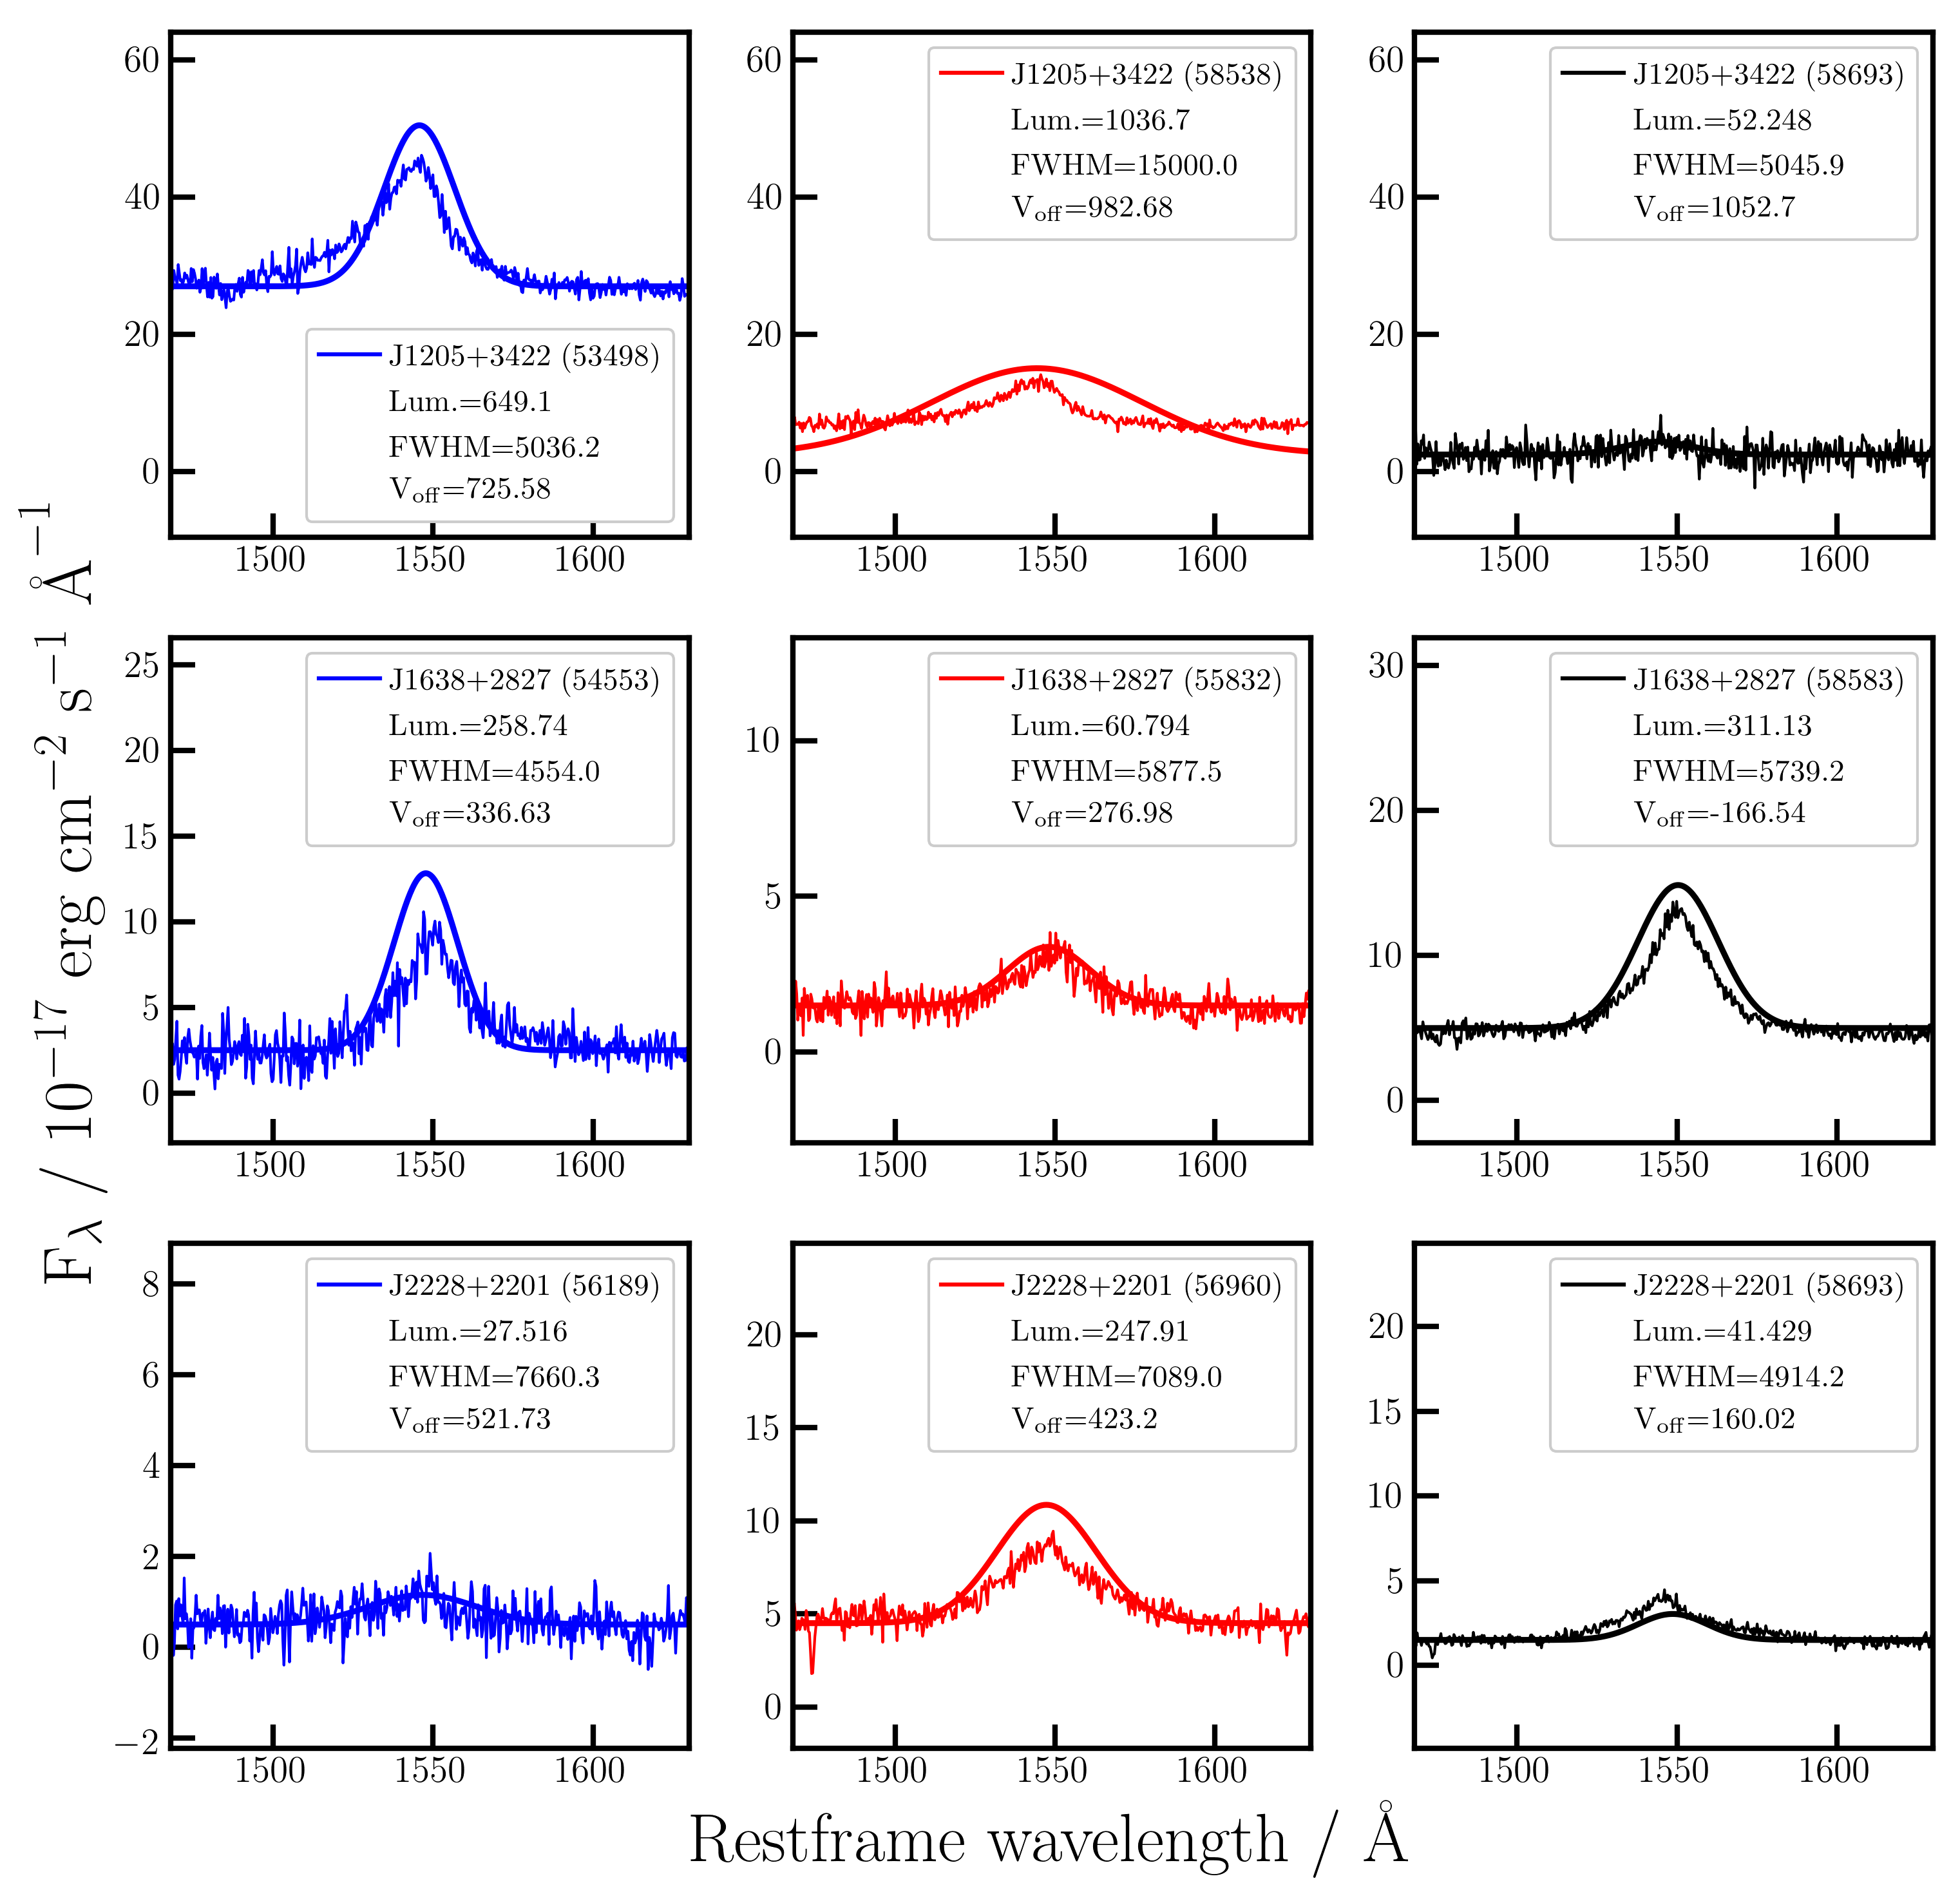 60
40
20
0
J1205+3422 (53498)
Lum.=649.1
FWHM=5036.2
V_off=725.58
1500 1550 1600
60
40
20
0
J1205+3422 (58538)
Lum.=1036.7
FWHM=15000.0
V_off=982.68
1500 1550 1600
60
40
20
0
J1205+3422 (58693)
Lum.=52.248
FWHM=5045.9
V_off=1052.7
1500 1550 1600
F_λ / 10^−17 erg cm^−2 s^−1 Å^−1
25
20
15
10
5
0
J1638+2827 (54553)
Lum.=258.74
FWHM=4554.0
V_off=336.63
1500 1550 1600
10
5
0
J1638+2827 (55832)
Lum.=60.794
FWHM=5877.5
V_off=276.98
1500 1550 1600
30
20
10
0
J1638+2827 (58583)
Lum.=311.13
FWHM=5739.2
V_off=-166.54
1500 1550 1600
8
6
4
2
0
−2
J2228+2201 (56189)
Lum.=27.516
FWHM=7660.3
V_off=521.73
1500 1550 1600
20
15
10
5
0
J2228+2201 (56960)
Lum.=247.91
FWHM=7089.0
V_off=423.2
1500 1550 1600
20
15
10
5
0
J2228+2201 (58693)
Lum.=41.429
FWHM=4914.2
V_off=160.02
1500 1550 1600
Restframe wavelength / Å